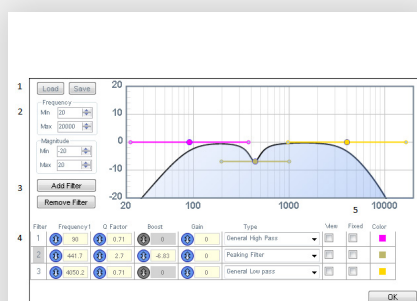 1 Load Save
Frequency
2 Min 20
Max 20000
Magnitude
Min -20
Max 20
3 Add Filter
Remove Filter
20
10
0
-10
-20
20 100 1000 10000
5
Filter Frequency Q Factor Boost Gain Type View Fixed Color
4 1 90 0.71 0 0 General High Pass
2 441.7 2.7 -6.83 0 Peaking Filter
3 4050.2 0.71 0 0 General Low pass
OK